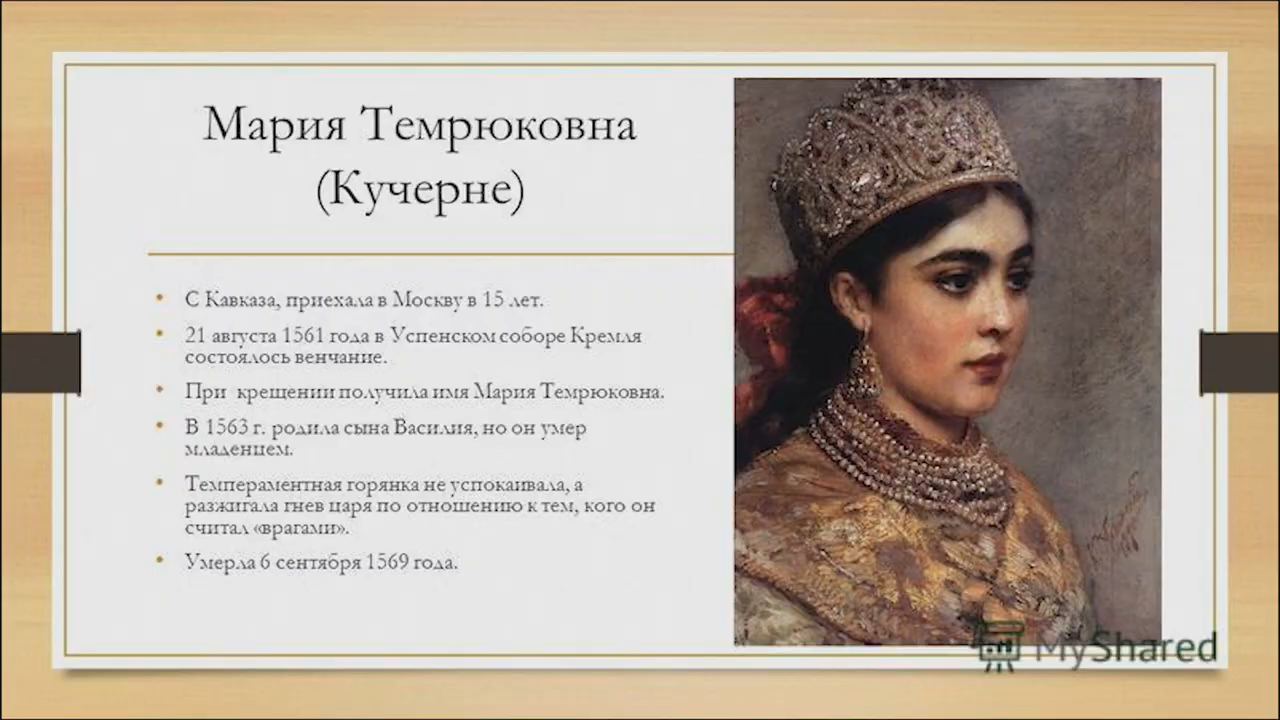 Мария Темрюковна
(Кучерне)
• С Кавказа, приехала в Москву в 15 лет.
• 21 августа 1561 года в Успенском соборе Кремля
состоялось венчание.
• При крещении получила имя Мария Темрюковна.
• В 1563 г. родила сына Василия, но он умер
младенцем.
• Темпераментная горянка не успокаивала, а
разжигала гнев царя по отношению к тем, кого он
считал «врагами».
• Умерла 6 сентября 1569 года.
MyShared